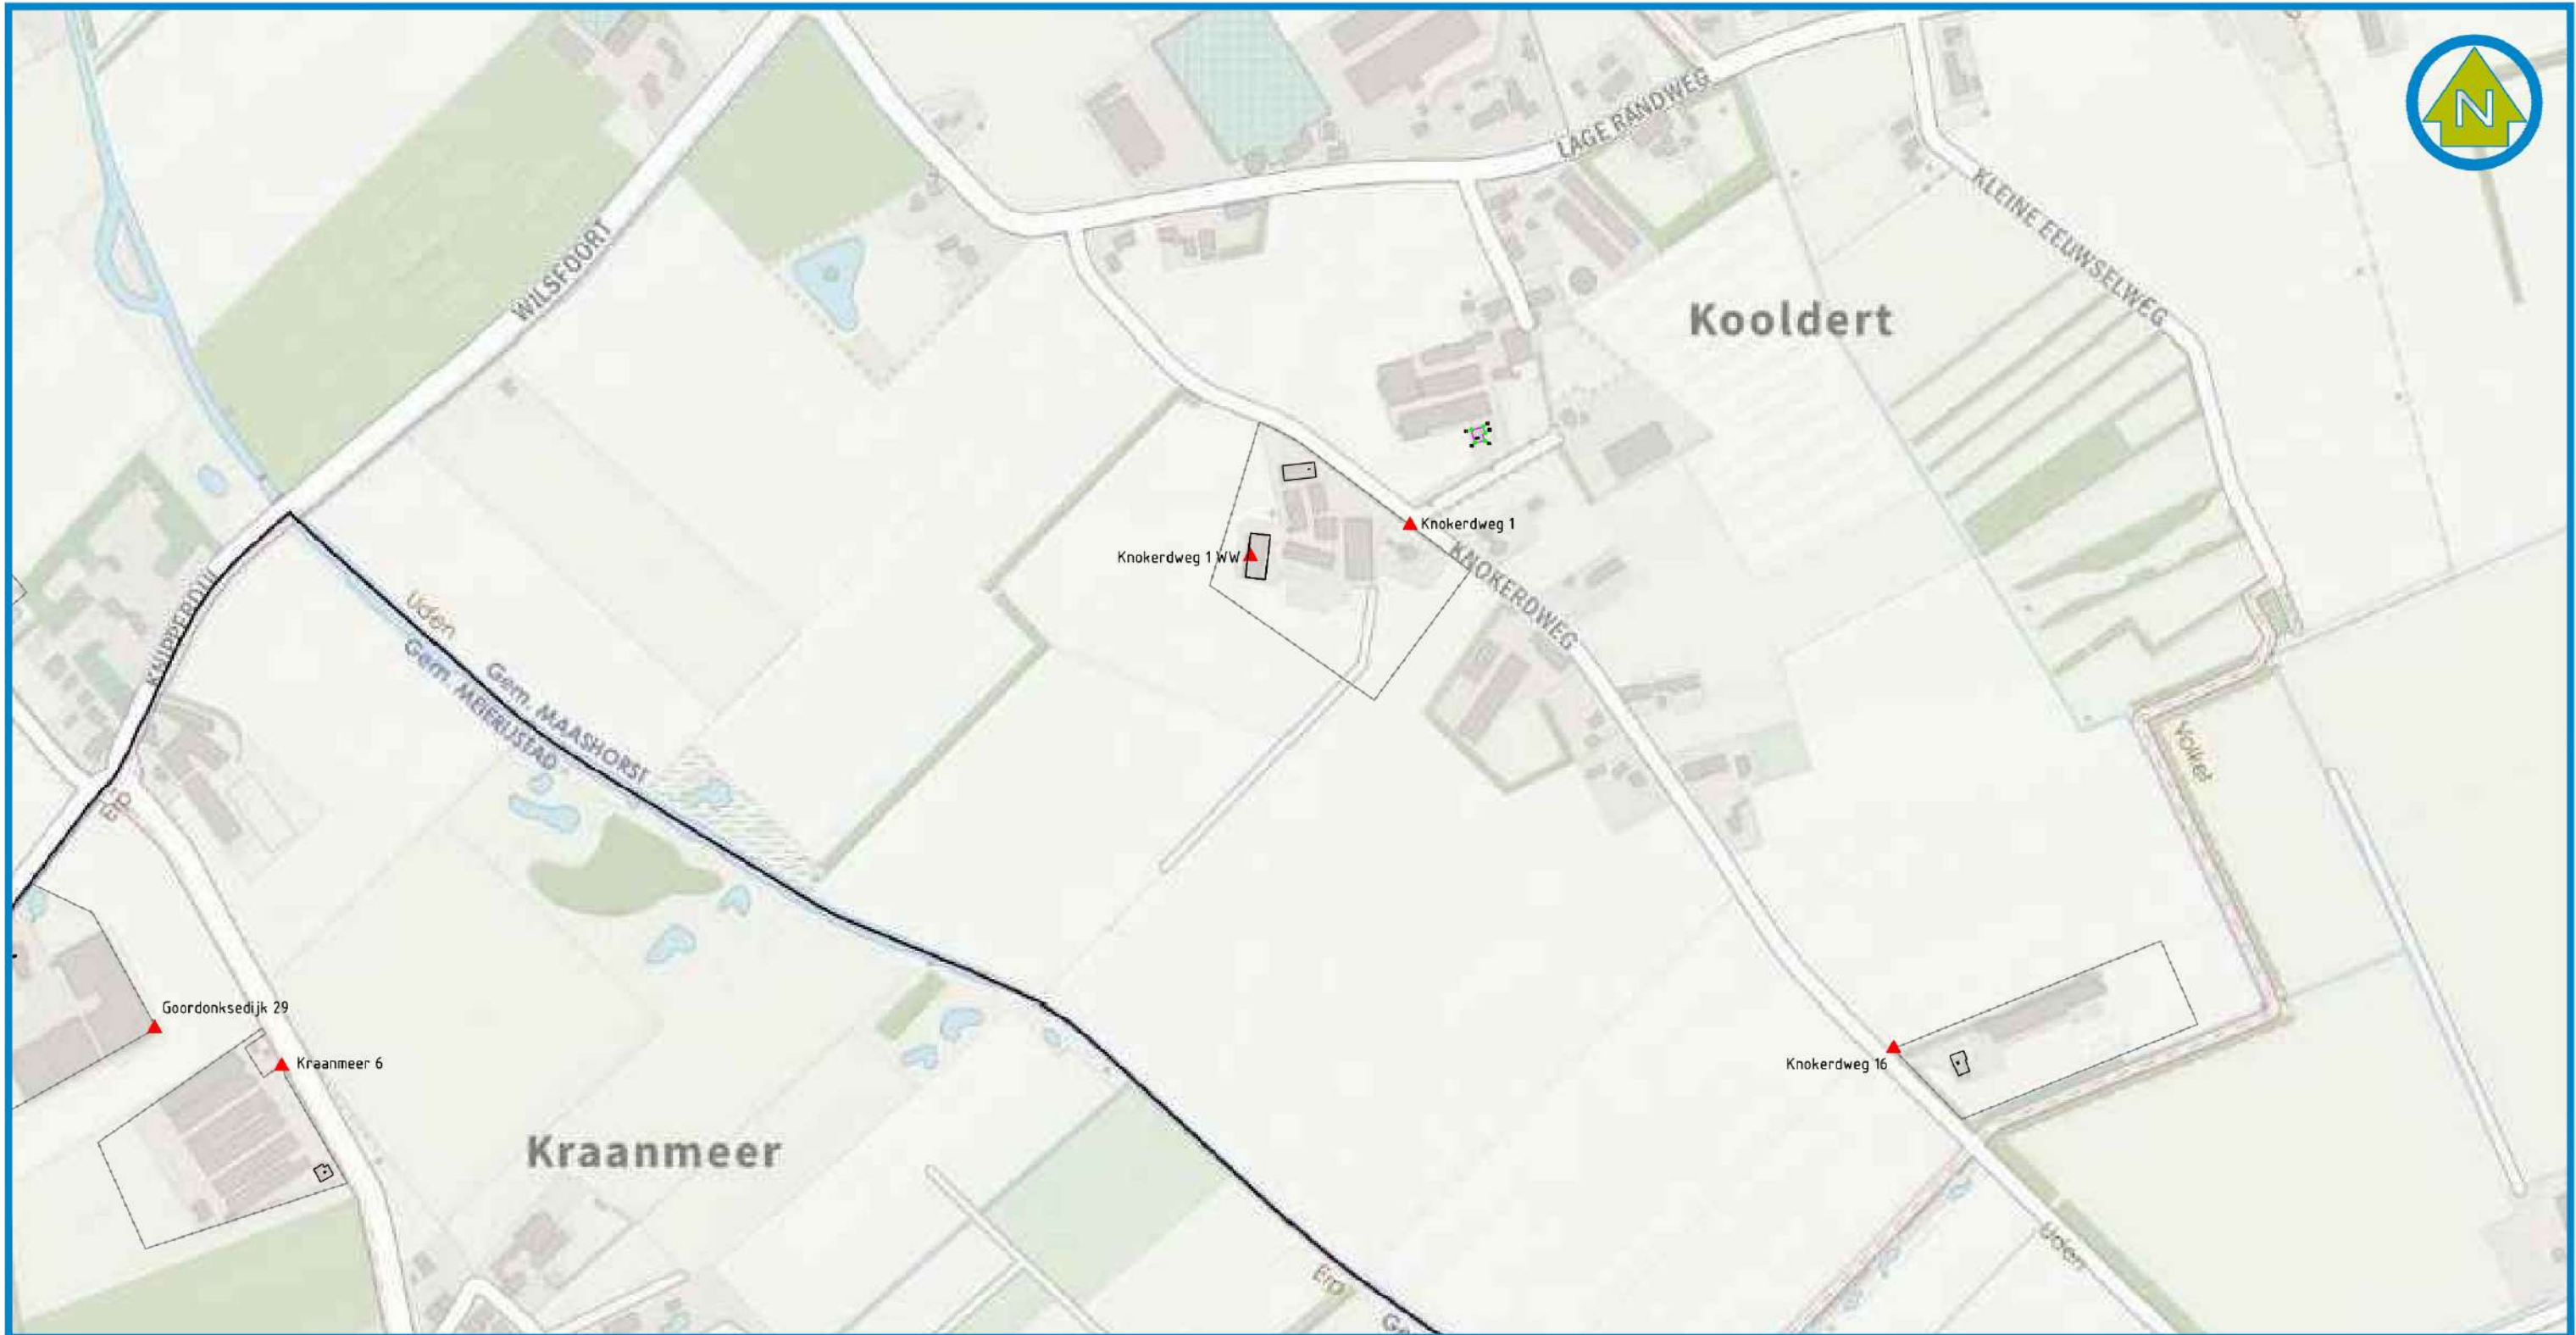 N
LAGE RANDWEG
KLEINE EEUWSELWEG
WILSFOORT
Kooldert
Knokerdweg 1
Knokerdweg 1 WW
KNOKERDWEG
KNIPPERDIJK
Uden
Gem. MAASHORST
Gem. MEIERIJSTAD
Volkel
Erp
Goordonksedijk 29
Kraanmeer 6
Knokerdweg 16
Kraanmeer
Uden
Erp
Ge